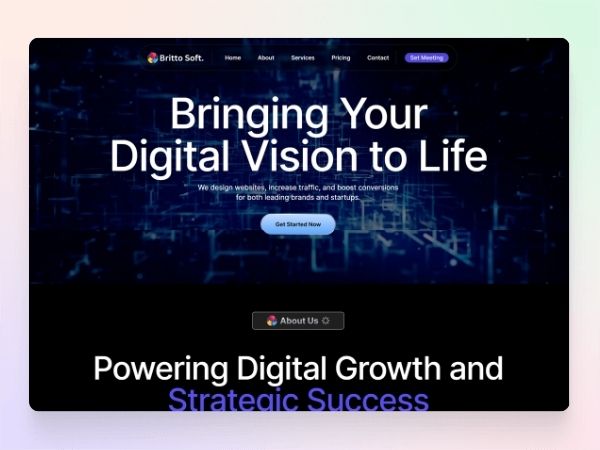 Britto Soft.
Home About Services Pricing Contact Set Meeting
Bringing Your
Digital Vision to Life
We design websites, increase traffic, and boost conversions
for both leading brands and startups.
Get Started Now
About Us
Powering Digital Growth and
Strategic Success